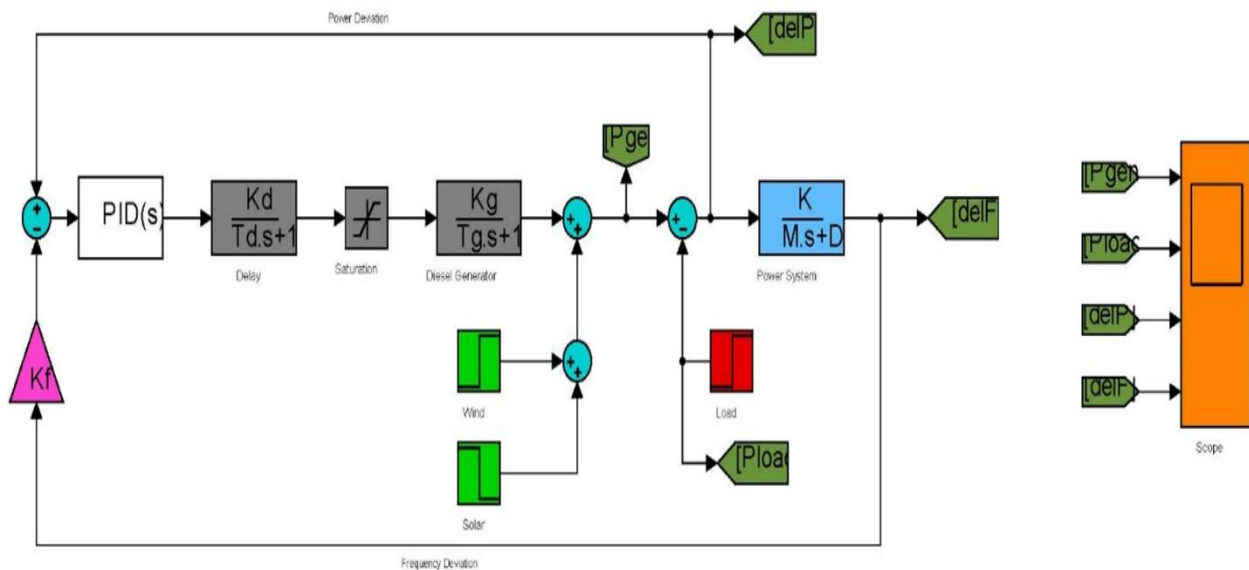 Power Deviation
[delP
[Pge
PID(s)
Kd
Td.s+1
Delay
Saturation
Kg
Tg.s+1
Diesel Generator
K
M.s+D
Power System
[delF
Kf
Wind
Solar
Load
[Ploa
Frequency Deviation
[Pgen
[Ploa
[delP]
[delF]
Scope
+
−
+
+
+
−
+
+